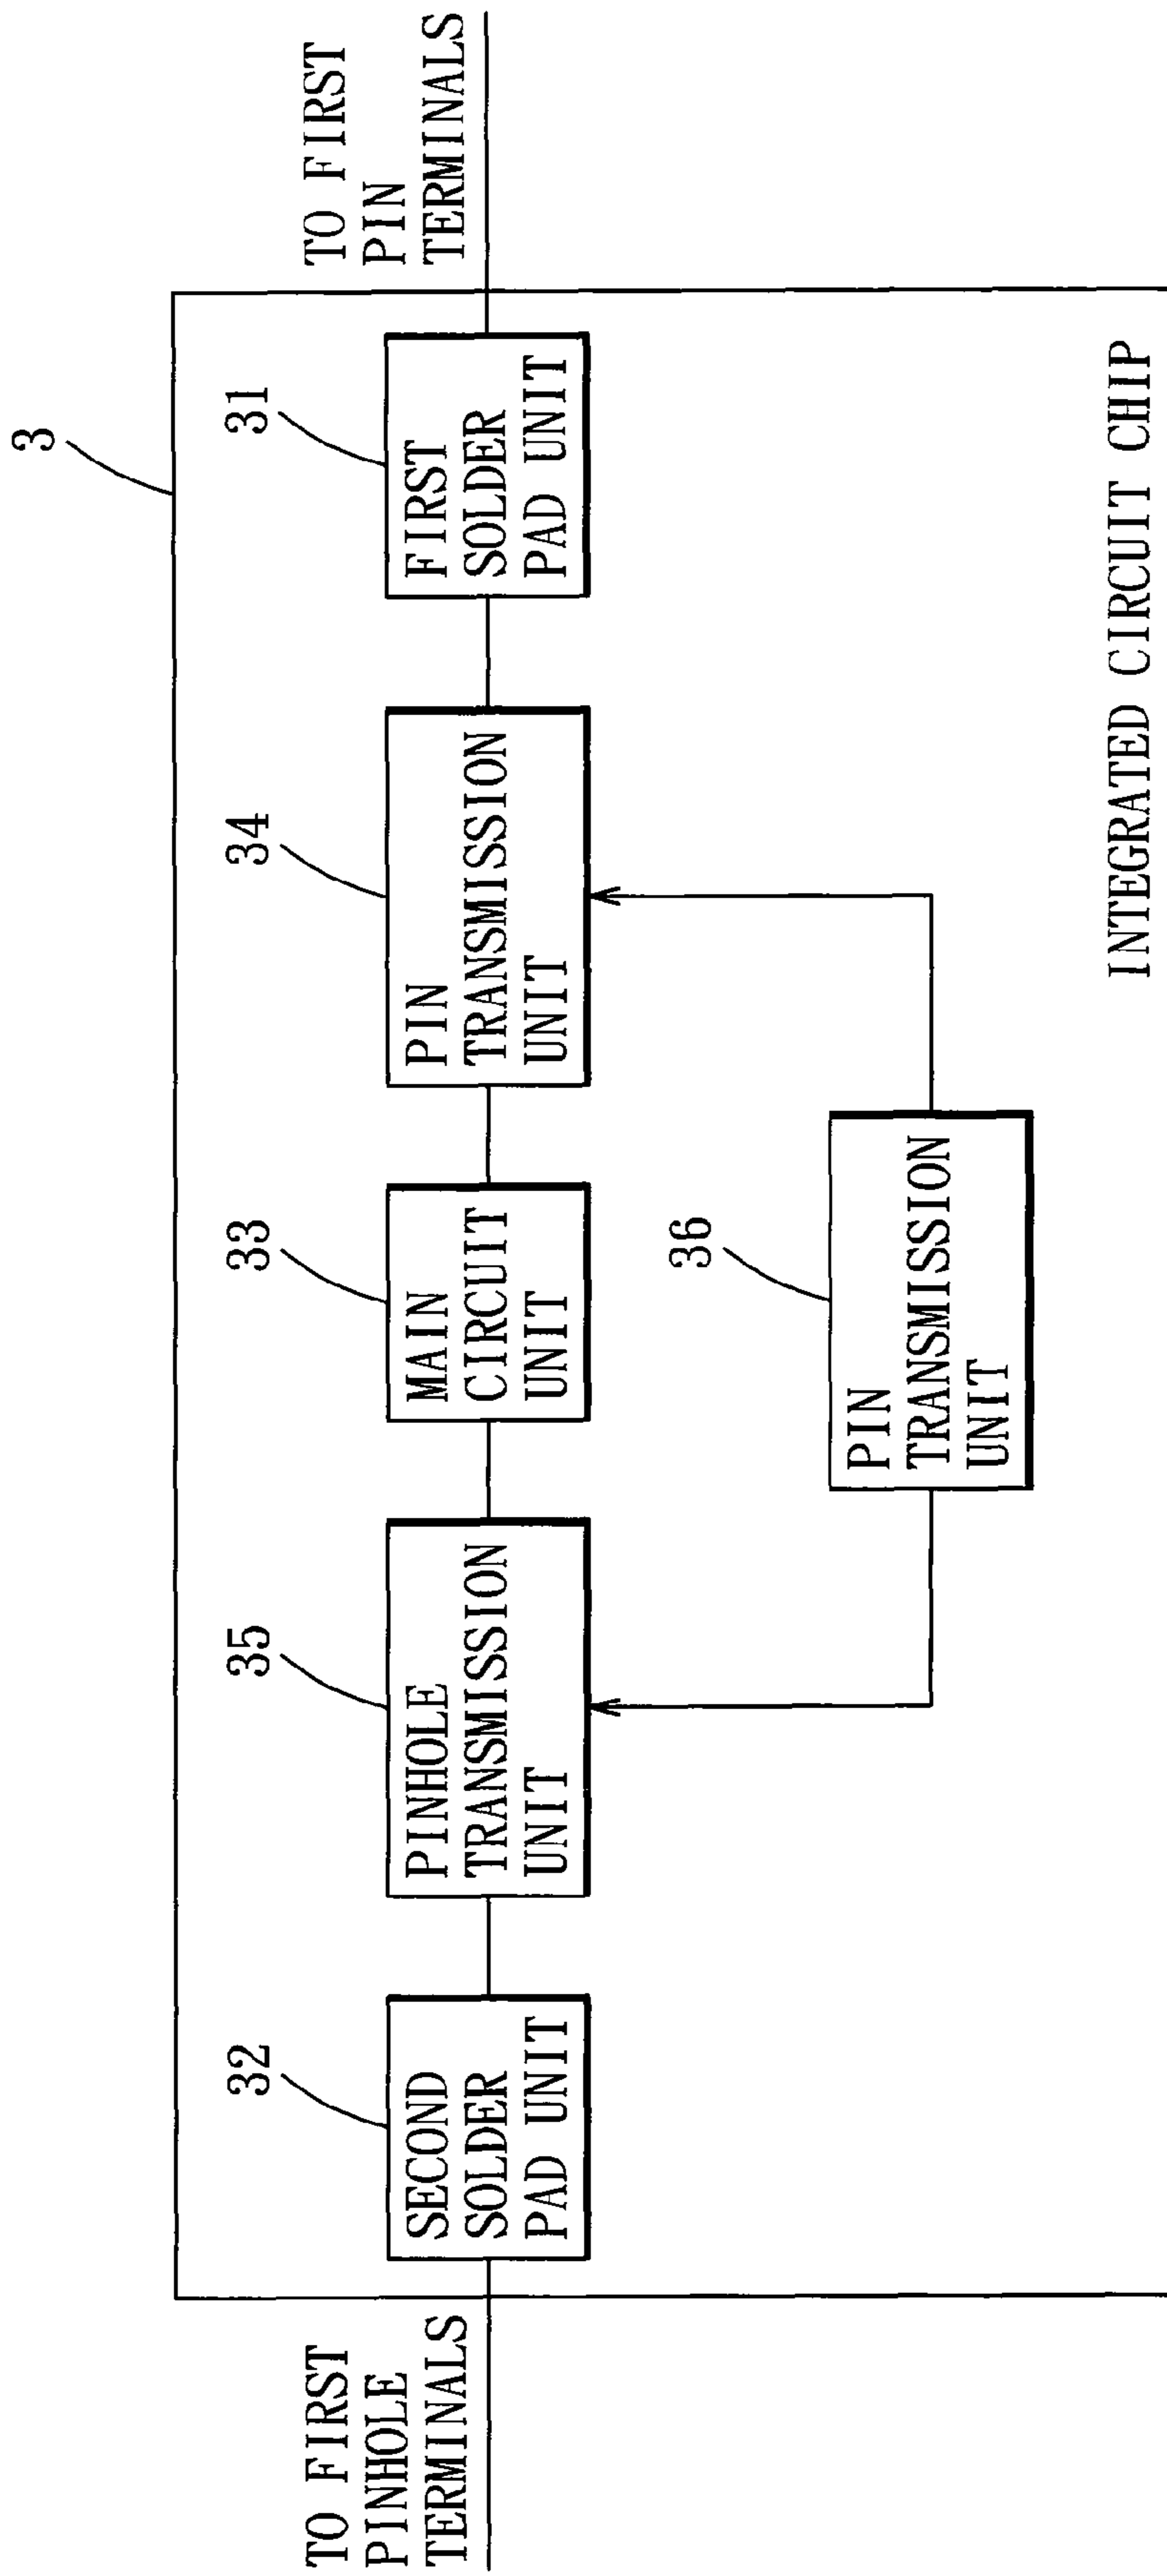 3
TO FIRST
PINHOLE
TERMINALS
32
SECOND
SOLDER
PAD UNIT
35
PINHOLE
TRANSMISSION
UNIT
33
MAIN
CIRCUIT
UNIT
34
PIN
TRANSMISSION
UNIT
31
FIRST
SOLDER
PAD UNIT
TO FIRST
PIN
TERMINALS
36
PIN
TRANSMISSION
UNIT
INTEGRATED CIRCUIT CHIP